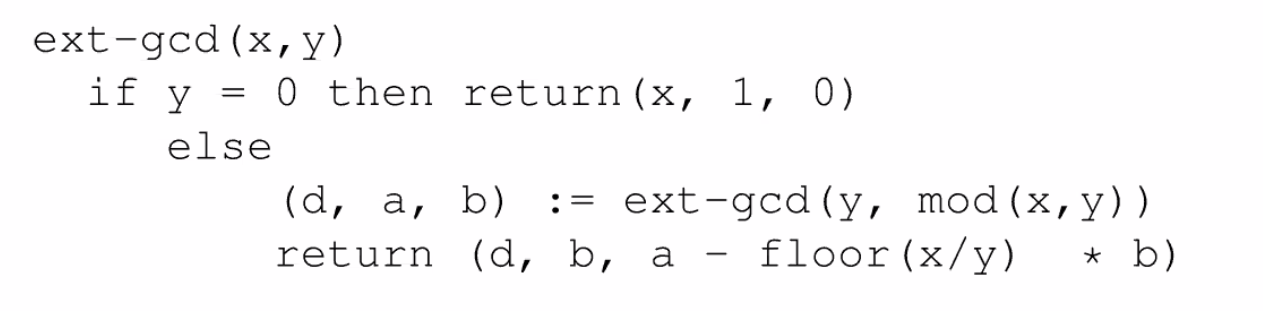 ext-gcd(x,y)
if y = 0 then return(x, 1, 0)
else
(d, a, b) := ext-gcd(y, mod(x,y))
return (d, b, a - floor(x/y) * b)